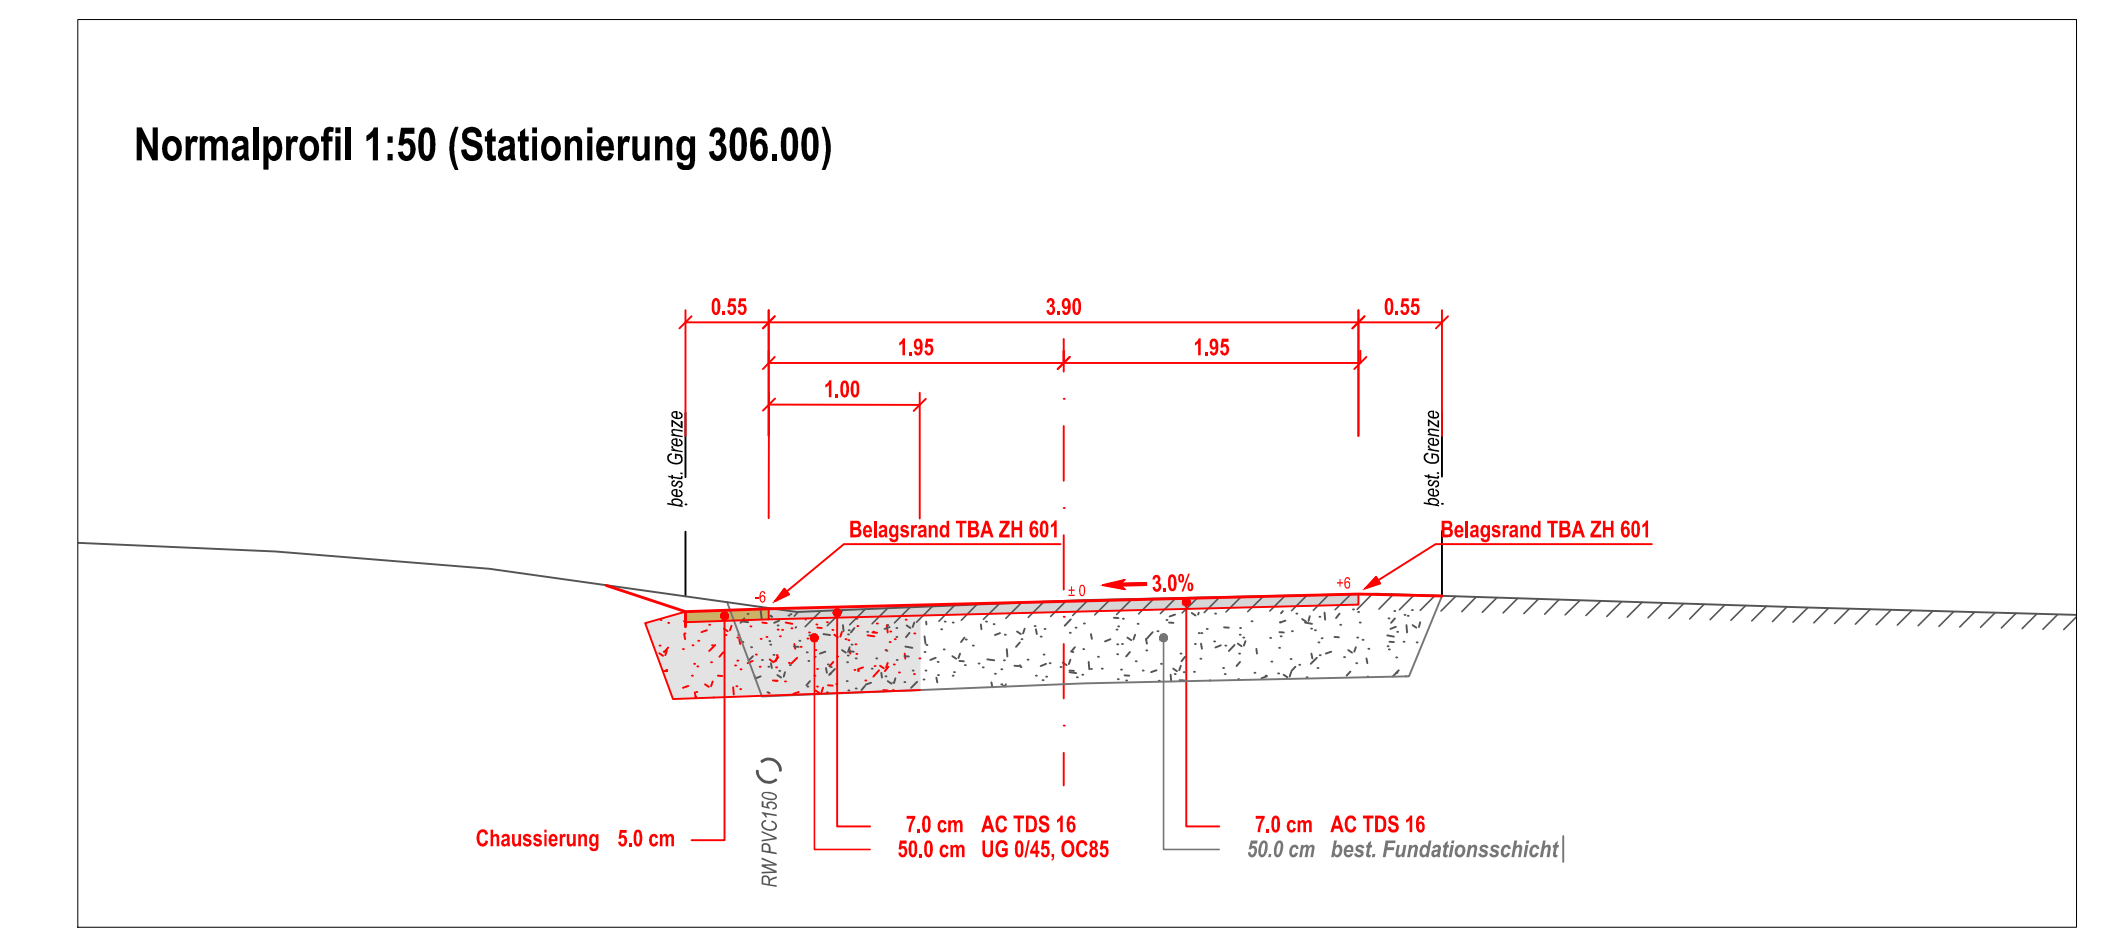 Normalprofil 1:50 (Stationierung 306.00)
0.55
3.90
0.55
1.95
1.95
1.00
best. Grenze
best. Grenze
Belagsrand TBA ZH 601
Belagsrand TBA ZH 601
-6
± 0
3.0%
+6
RW PVC150
Chaussierung 5.0 cm
7.0 cm AC TDS 16
50.0 cm UG 0/45, OC85
7.0 cm AC TDS 16
50.0 cm best. Fundationsschicht